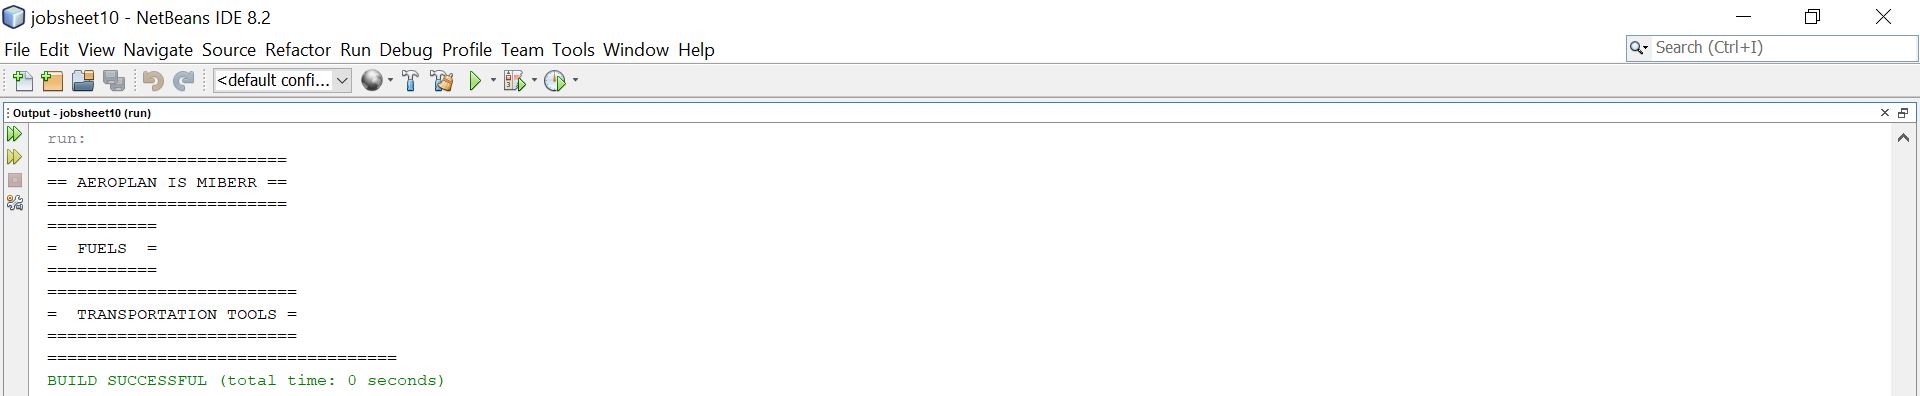 jobsheet10 - NetBeans IDE 8.2
File Edit View Navigate Source Refactor Run Debug Profile Team Tools Window Help
Search (Ctrl+I)
<default confi...
Output - jobsheet10 (run)
run:
========================
== AEROPLAN IS MIBERR ==
========================
===========
=  FUELS  =
===========
=========================
=  TRANSPORTATION TOOLS =
=========================
===================================
BUILD SUCCESSFUL (total time: 0 seconds)